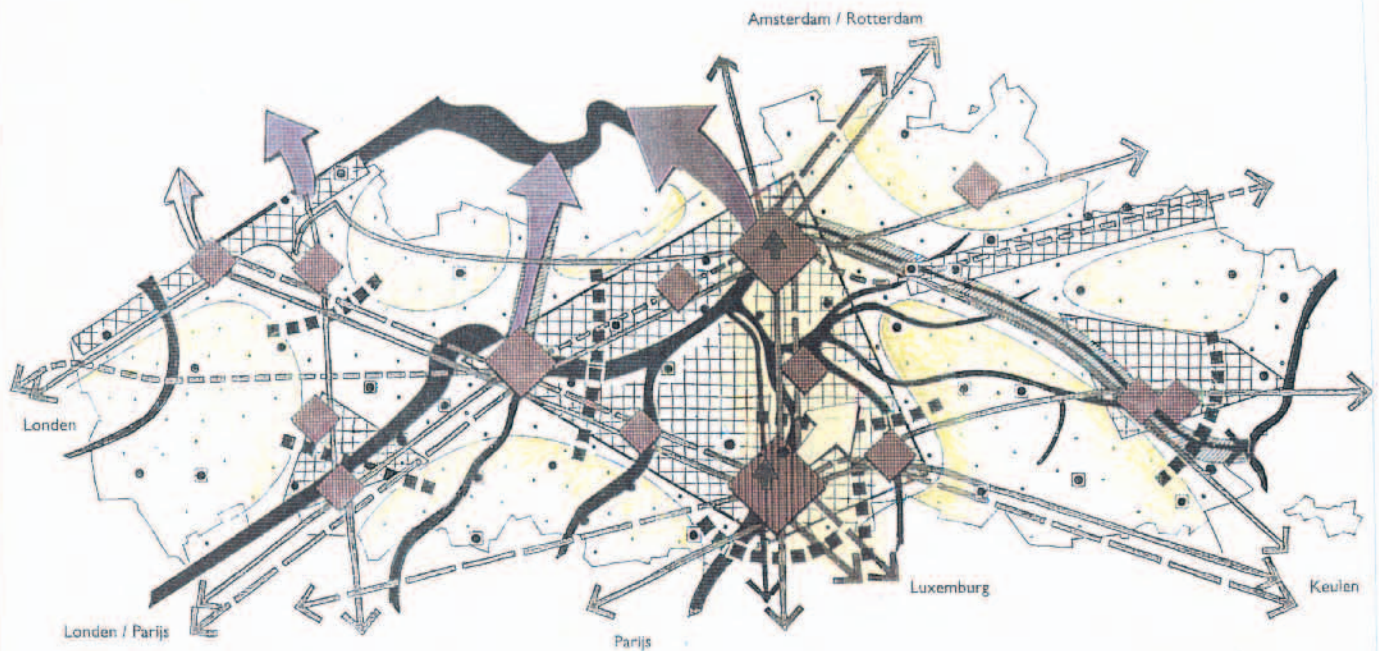 Amsterdam / Rotterdam
Londen
Luxemburg
Keulen
Londen / Parijs
Parijs